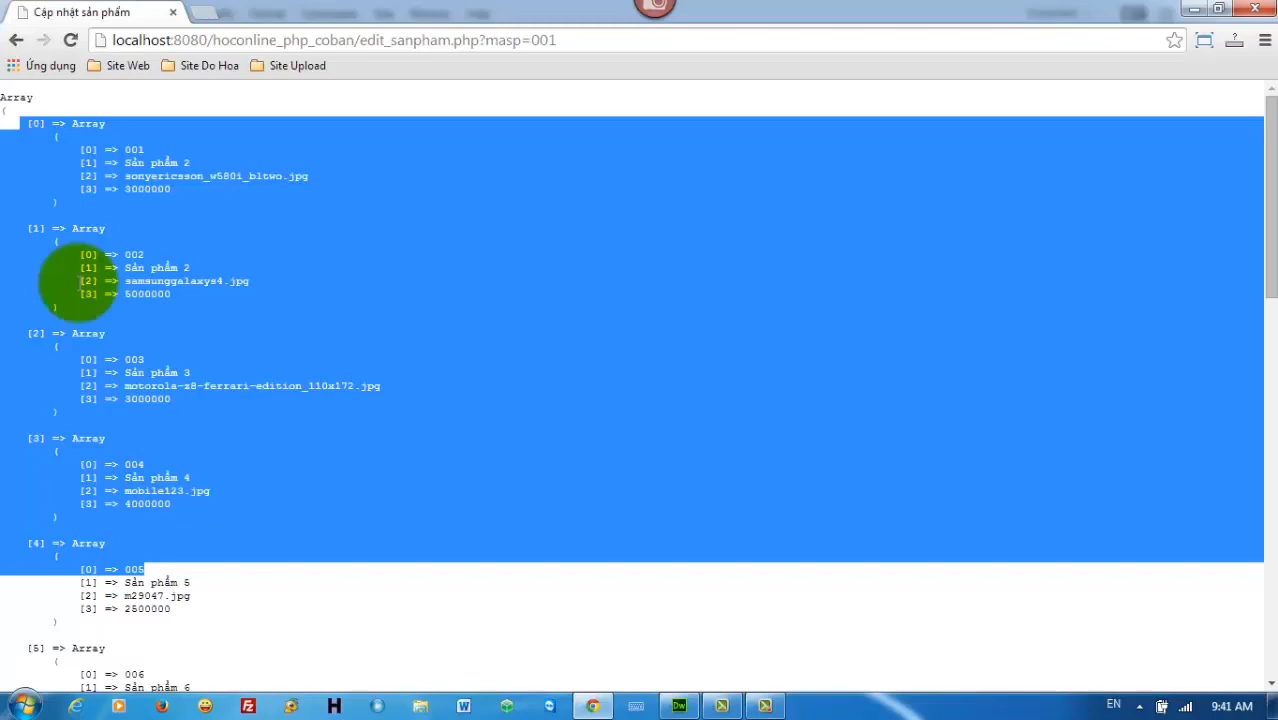 Cập nhật sản phẩm
localhost:8080/hoconline_php_coban/edit_sanpham.php?masp=001
Ứng dụng Site Web Site Do Hoa Site Upload
Array
(
[0] => Array
(
[0] => 001
[1] => Sản phẩm 2
[2] => sonyericsson_w580i_bltwo.jpg
[3] => 3000000
)
[1] => Array
(
[0] => 002
[1] => Sản phẩm 2
[2] => samsunggalaxys4.jpg
[3] => 5000000
)
[2] => Array
(
[0] => 003
[1] => Sản phẩm 3
[2] => motorola-z8-ferrari-edition_110x172.jpg
[3] => 3000000
)
[3] => Array
(
[0] => 004
[1] => Sản phẩm 4
[2] => mobile123.jpg
[3] => 4000000
)
[4] => Array
(
[0] => 005
[1] => Sản phẩm 5
[2] => m29047.jpg
[3] => 2500000
)
[5] => Array
(
[0] => 006
[1] => Sản phẩm 6
EN 9:41 AM